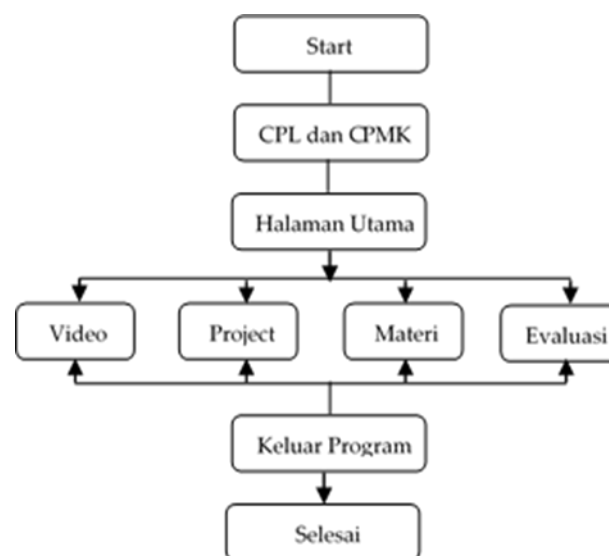 Start
CPL dan CPMK
Halaman Utama
Video
Project
Materi
Evaluasi
Keluar Program
Selesai